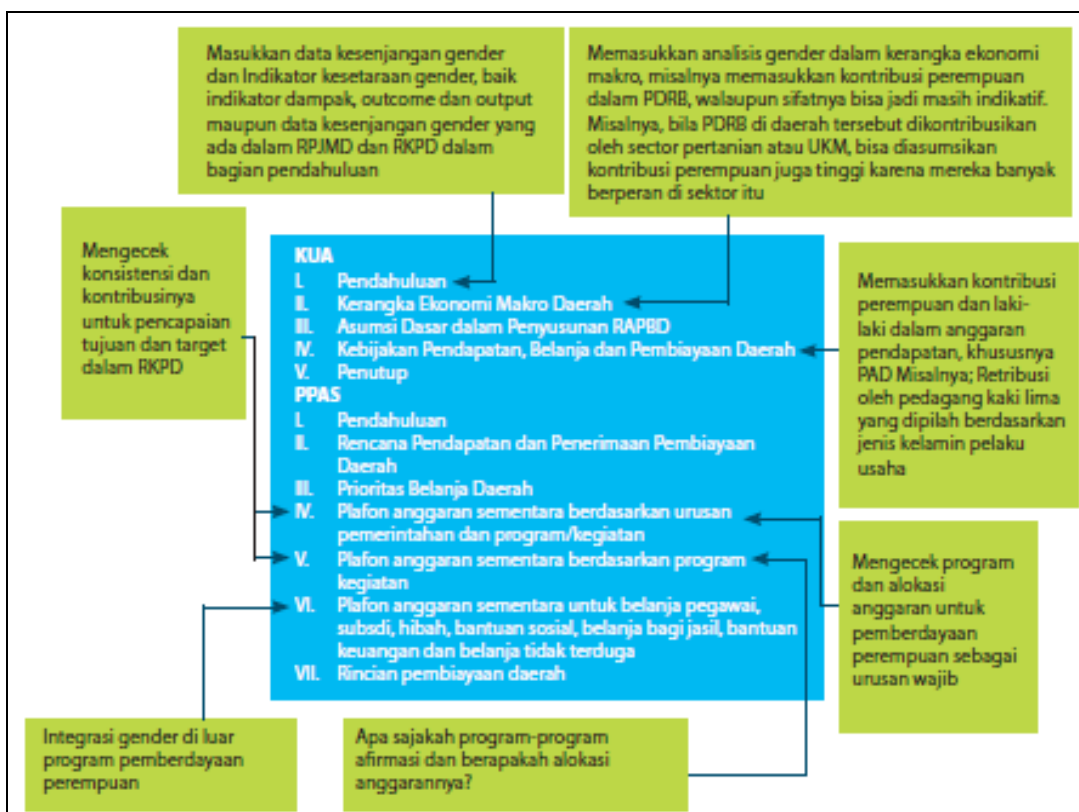 Masukkan data kesenjangan gender
dan Indikator kesetaraan gender, baik
indikator dampak, outcome dan output
maupun data kesenjangan gender yang
ada dalam RPJMD dan RKPD dalam
bagian pendahuluan
Memasukkan analisis gender dalam kerangka ekonomi
makro, misalnya memasukkan kontribusi perempuan
dalam PDRB, walaupun sifatnya bisa jadi masih indikatif.
Misalnya, bila PDRB di daerah tersebut dikontribusikan
oleh sector pertanian atau UKM, bisa diasumsikan
kontribusi perempuan juga tinggi karena mereka banyak
berperan di sektor itu
Mengecek
konsistensi dan
kontribusinya
untuk pencapaian
tujuan dan target
dalam RKPD
KUA
I. Pendahuluan
II. Kerangka Ekonomi Makro Daerah
III. Asumsi Dasar dalam Penyusunan RAPBD
IV. Kebijakan Pendapatan, Belanja dan Pembiayaan Daerah
V. Penutup
PPAS
I. Pendahuluan
II. Rencana Pendapatan dan Penerimaan Pembiayaan
Daerah
III. Prioritas Belanja Daerah
IV. Plafon anggaran sementara berdasarkan urusan
pemerintahan dan program/kegiatan
V. Plafon anggaran sementara berdasarkan program
kegiatan
VI. Plafon anggaran sementara untuk belanja pegawai,
subsdi, hibah, bantuan sosial, belanja bagi jasil, bantuan
keuangan dan belanja tidak terduga
VII. Rincian pembiayaan daerah
Memasukkan kontribusi
perempuan dan laki-
laki dalam anggaran
pendapatan, khususnya
PAD Misalnya; Retribusi
oleh pedagang kaki lima
yang dipilah berdasarkan
jenis kelamin pelaku
usaha
Mengecek program
dan alokasi
anggaran untuk
pemberdayaan
perempuan sebagai
urusan wajib
Integrasi gender di luar
program pemberdayaan
perempuan
Apa sajakah program-program
afirmasi dan berapakah alokasi
anggarannya?